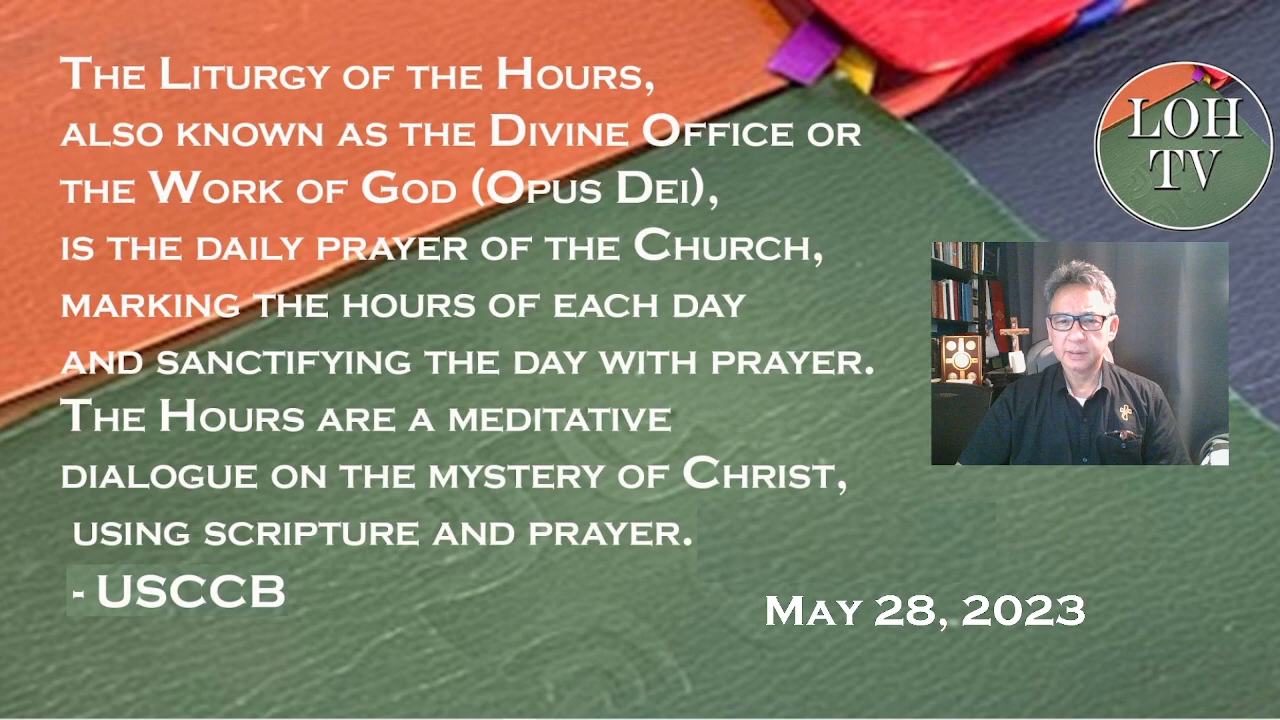 The Liturgy of the Hours,
also known as the Divine Office or
the Work of God (Opus Dei),
is the daily prayer of the Church,
marking the hours of each day
and sanctifying the day with prayer.
The Hours are a meditative
dialogue on the mystery of Christ,
using scripture and prayer.
- USCCB
May 28, 2023
LOH
TV